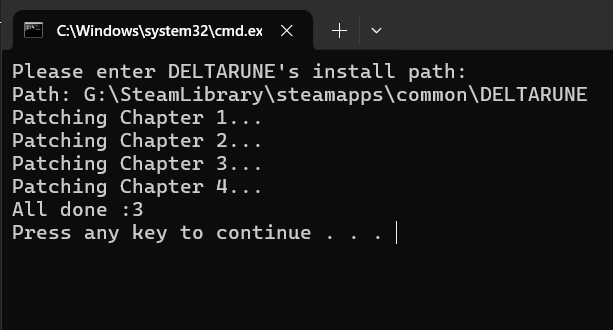 C:\Windows\system32\cmd.ex
Please enter DELTARUNE's install path:
Path: G:\SteamLibrary\steamapps\common\DELTARUNE
Patching Chapter 1...
Patching Chapter 2...
Patching Chapter 3...
Patching Chapter 4...
All done :3
Press any key to continue . . .